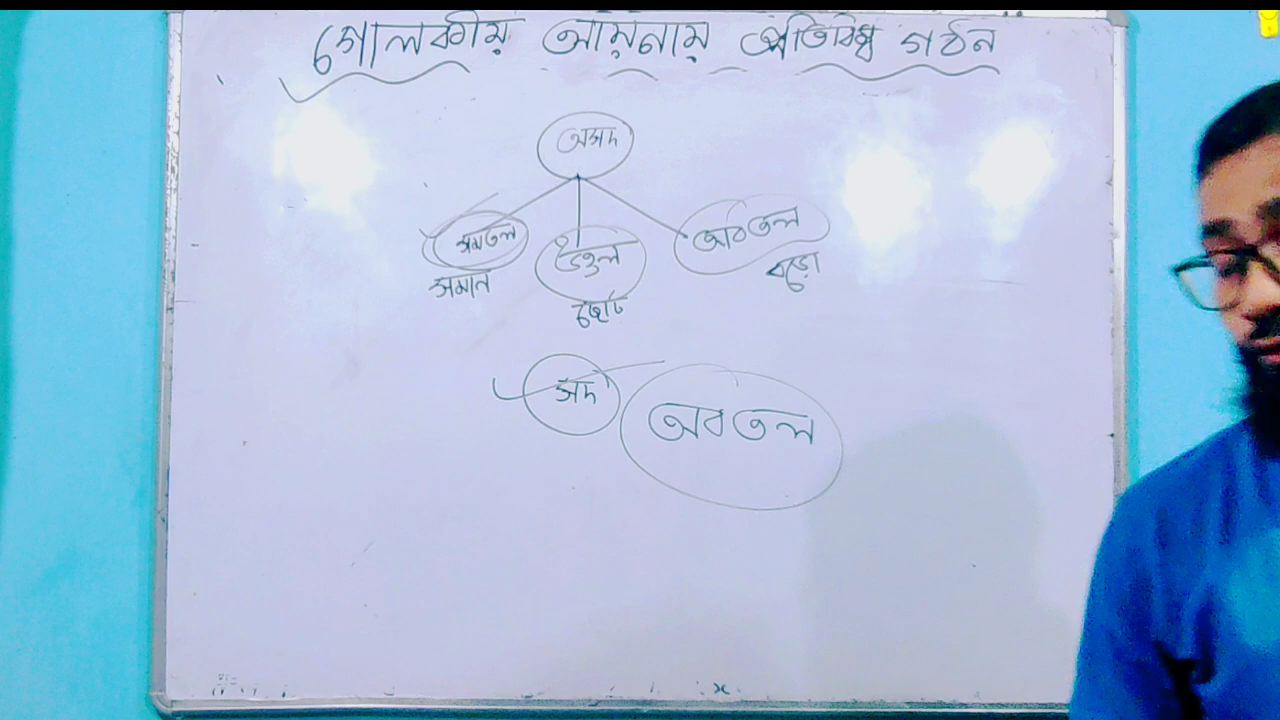 গোলকীয় আয়নায় প্রতিবিম্ব গঠন
অসদ
সমতল উত্তল অবতল
সমান ছোট বড়ো
সদ অবতল